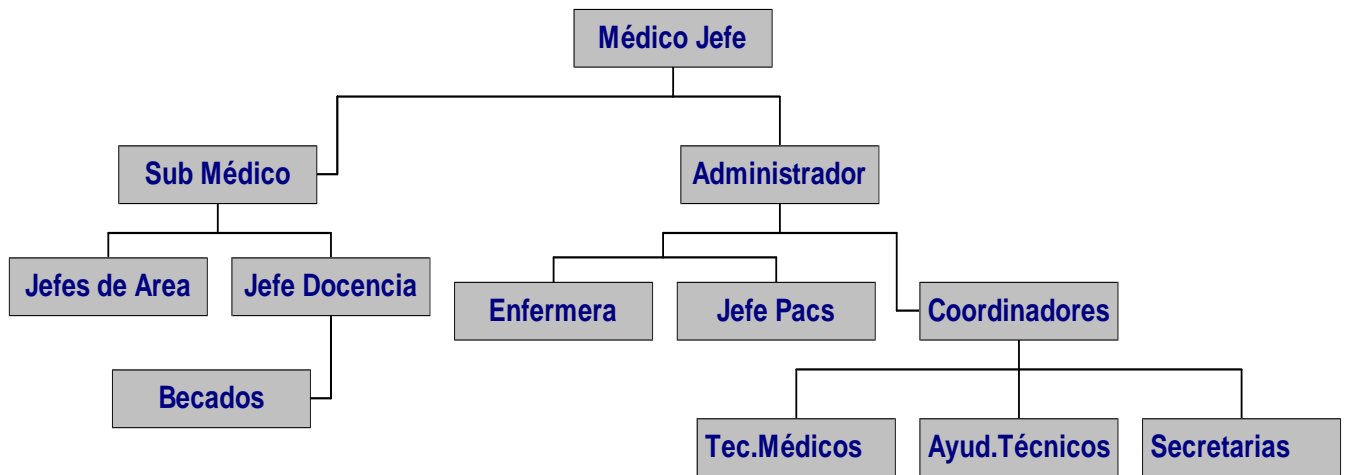 Médico Jefe
Sub Médico
Administrador
Jefes de Area
Jefe Docencia
Enfermera
Jefe Pacs
Coordinadores
Becados
Tec.Médicos
Ayud.Técnicos
Secretarias